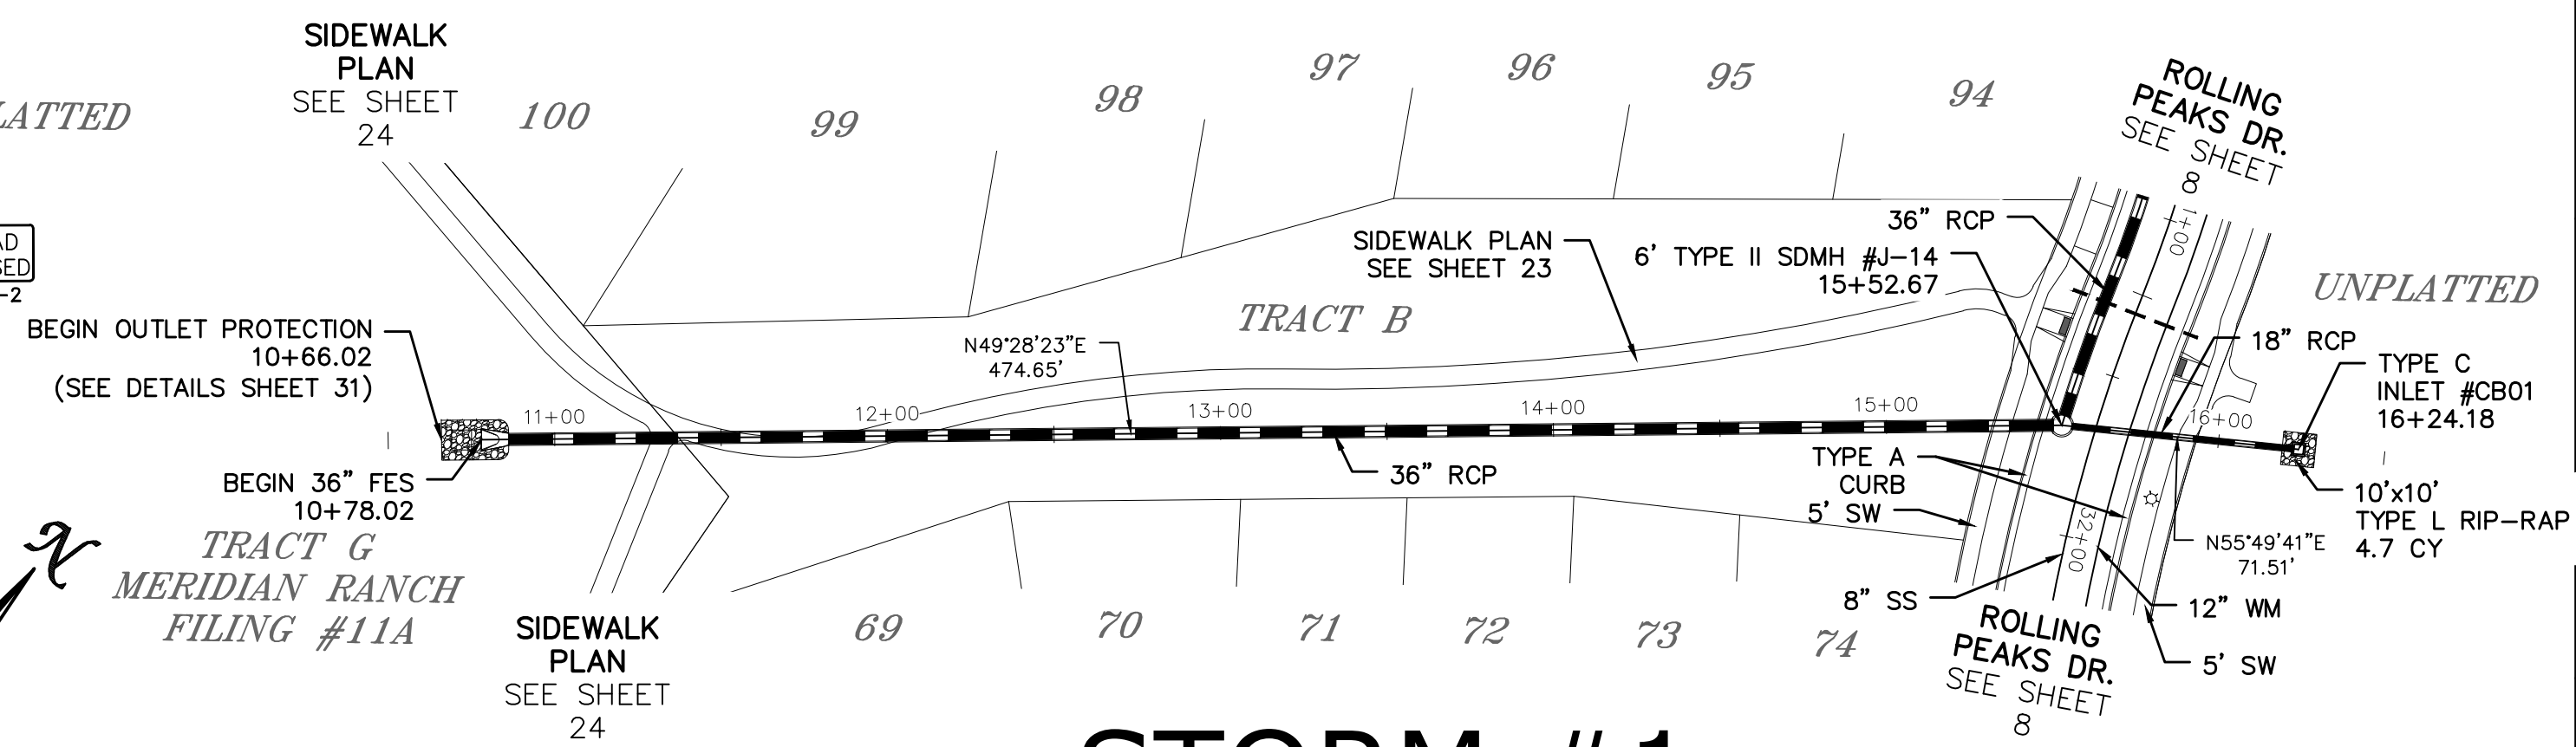 SIDEWALK
PLAN
SEE SHEET
24
100
99
98
97
96
95
94
ROLLING
PEAKS DR.
SEE SHEET
8
36" RCP
SIDEWALK PLAN
SEE SHEET 23
6' TYPE II SDMH #J-14
15+52.67
1+00
UNPLATTED
TRACT B
BEGIN OUTLET PROTECTION
10+66.02
(SEE DETAILS SHEET 31)
N49°28'23"E
474.65'
18" RCP
TYPE C
INLET #CB01
16+24.18
11+00
12+00
13+00
14+00
15+00
16+00
BEGIN 36" FES
10+78.02
36" RCP
TYPE A
CURB
5' SW
10'x10'
TYPE L RIP-RAP
4.7 CY
N55°49'41"E
71.51'
32+00
TRACT G
MERIDIAN RANCH
FILING #11A
8" SS
12" WM
5' SW
SIDEWALK
PLAN
SEE SHEET
24
69
70
71
72
73
74
ROLLING
PEAKS DR.
SEE SHEET
8
STORM #1